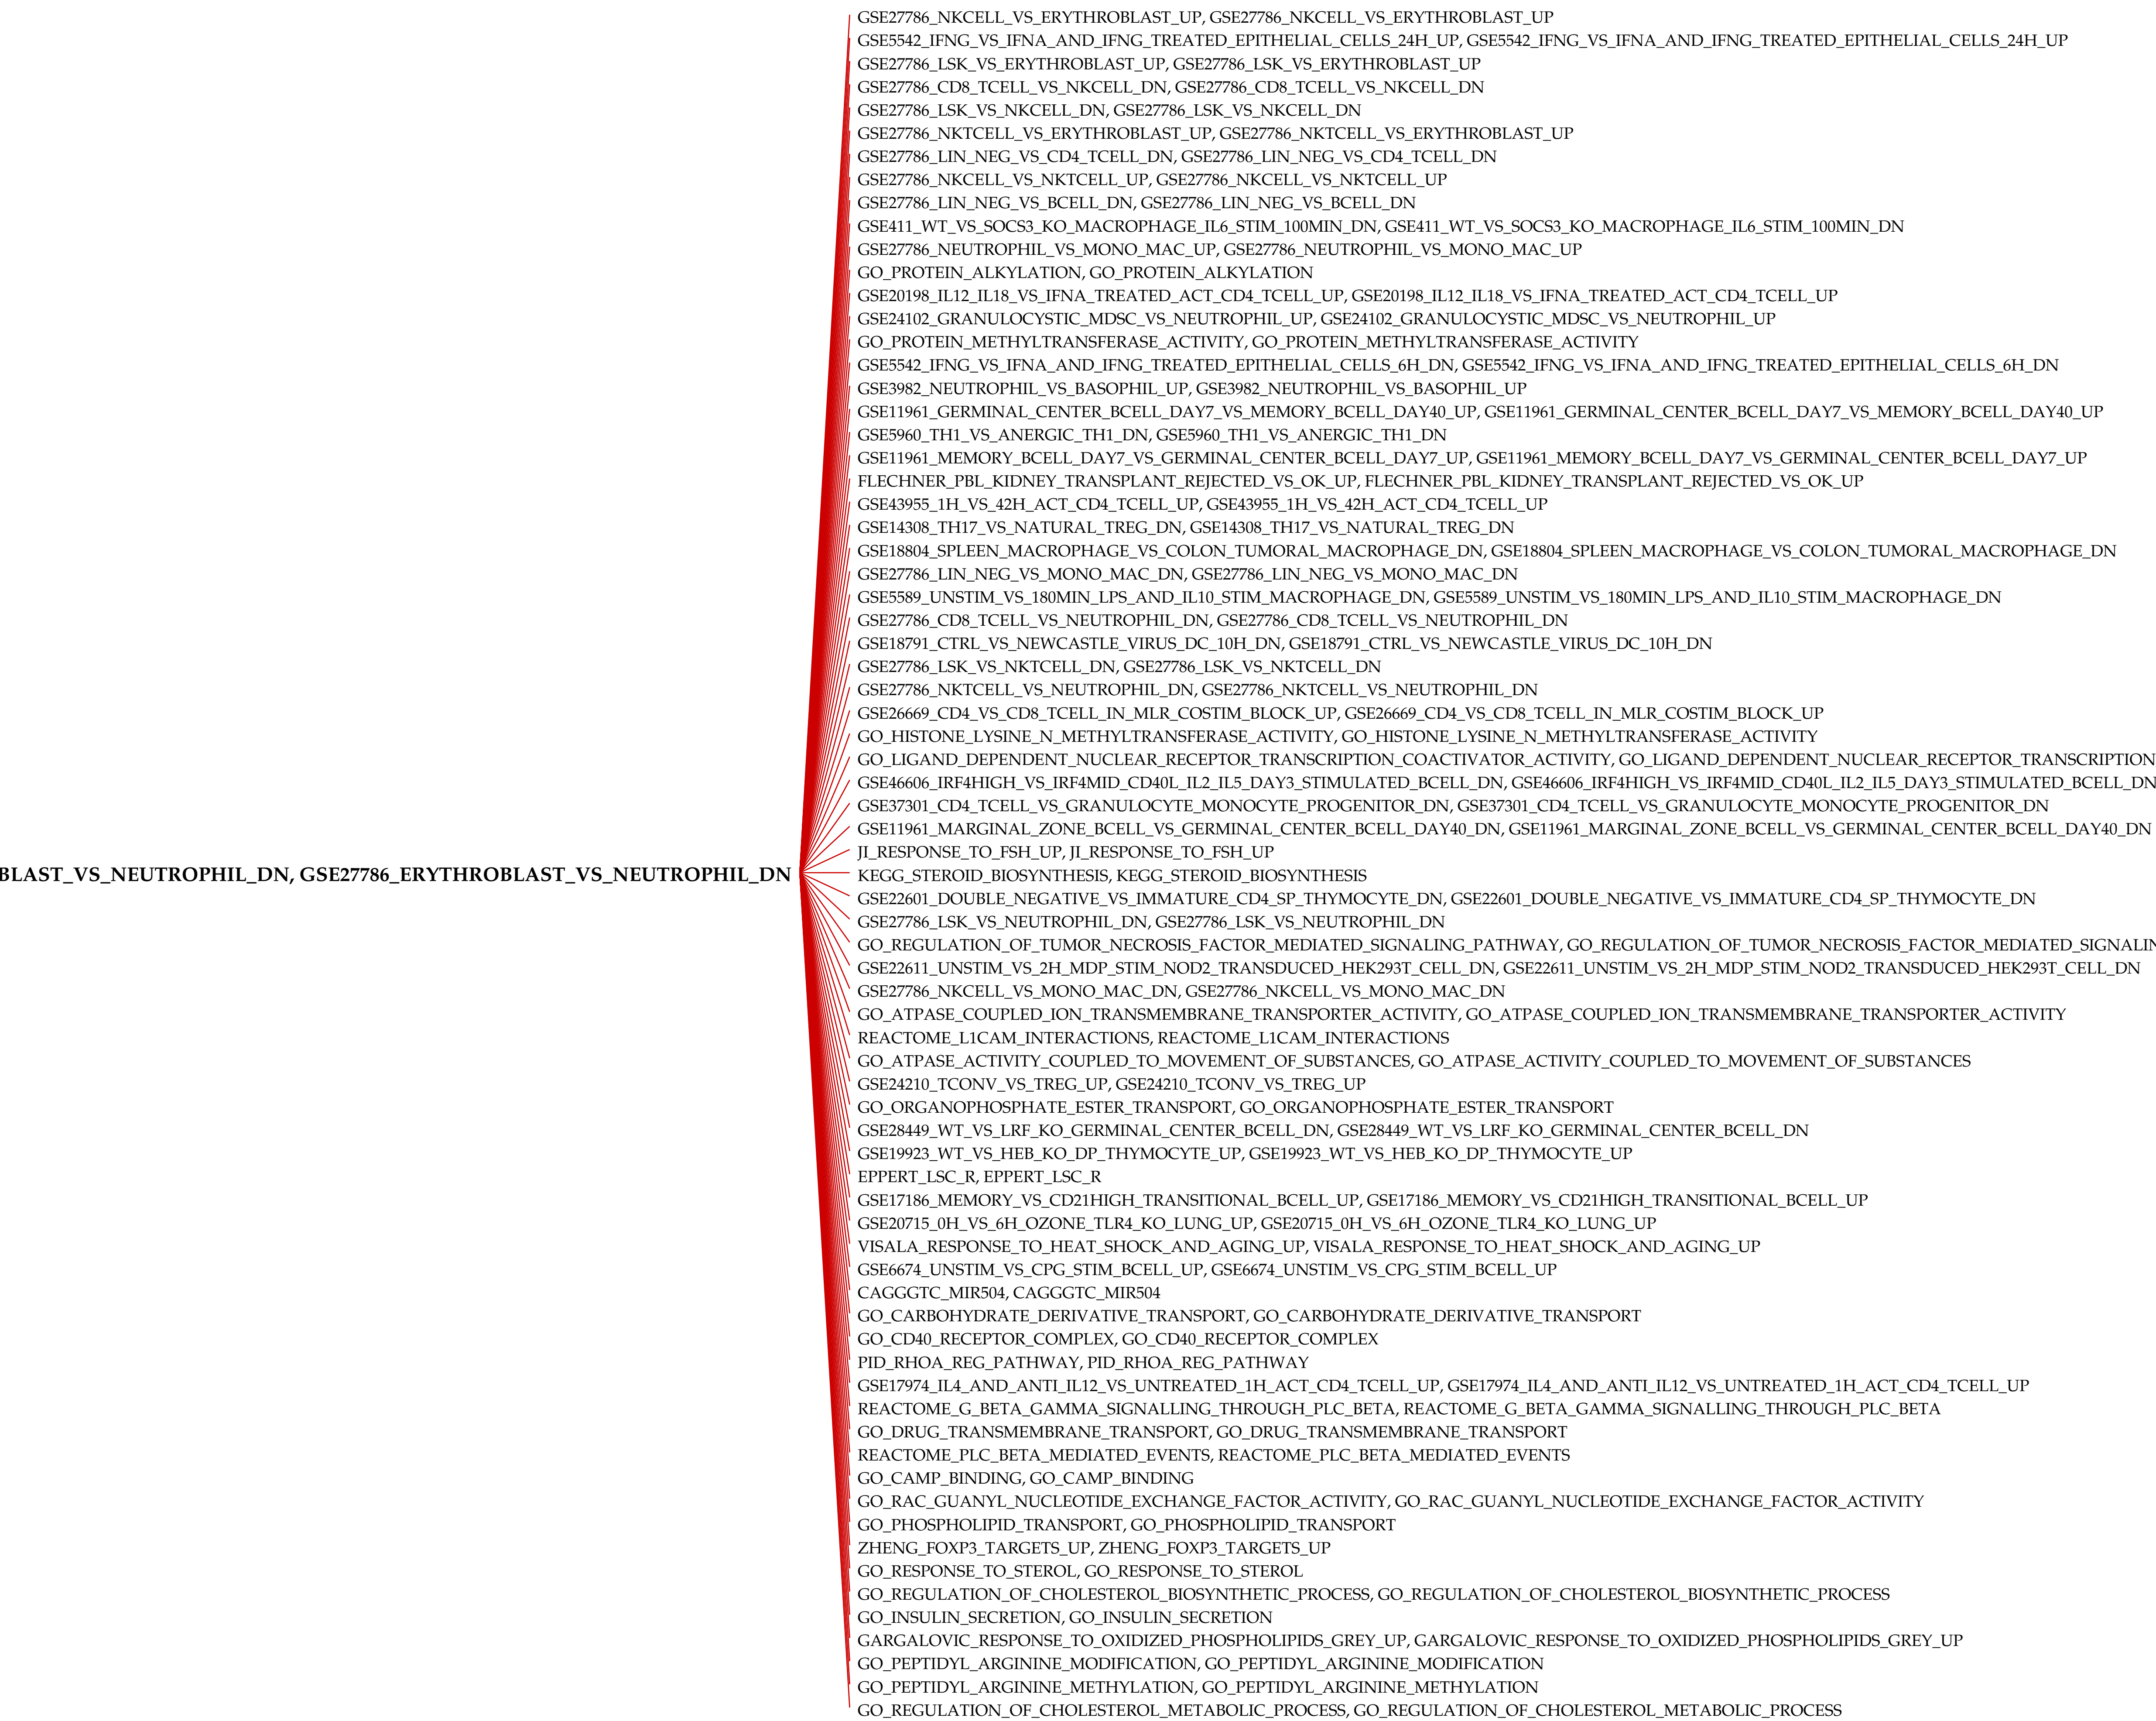 GSE27786_NKCELL_VS_ERYTHROBLAST_UP, GSE27786_NKCELL_VS_ERYTHROBLAST_UP
GSE5542_IFNG_VS_IFNA_AND_IFNG_TREATED_EPITHELIAL_CELLS_24H_UP, GSE5542_IFNG_VS_IFNA_AND_IFNG_TREATED_EPITHELIAL_CELLS_24H_UP
GSE27786_LSK_VS_ERYTHROBLAST_UP, GSE27786_LSK_VS_ERYTHROBLAST_UP
GSE27786_CD8_TCELL_VS_NKCELL_DN, GSE27786_CD8_TCELL_VS_NKCELL_DN
GSE27786_LSK_VS_NKCELL_DN, GSE27786_LSK_VS_NKCELL_DN
GSE27786_NKTCELL_VS_ERYTHROBLAST_UP, GSE27786_NKTCELL_VS_ERYTHROBLAST_UP
GSE27786_LIN_NEG_VS_CD4_TCELL_DN, GSE27786_LIN_NEG_VS_CD4_TCELL_DN
GSE27786_NKCELL_VS_NKTCELL_UP, GSE27786_NKCELL_VS_NKTCELL_UP
GSE27786_LIN_NEG_VS_BCELL_DN, GSE27786_LIN_NEG_VS_BCELL_DN
GSE411_WT_VS_SOCS3_KO_MACROPHAGE_IL6_STIM_100MIN_DN, GSE411_WT_VS_SOCS3_KO_MACROPHAGE_IL6_STIM_100MIN_DN
GSE27786_NEUTROPHIL_VS_MONO_MAC_UP, GSE27786_NEUTROPHIL_VS_MONO_MAC_UP
GO_PROTEIN_ALKYLATION, GO_PROTEIN_ALKYLATION
GSE20198_IL12_IL18_VS_IFNA_TREATED_ACT_CD4_TCELL_UP, GSE20198_IL12_IL18_VS_IFNA_TREATED_ACT_CD4_TCELL_UP
GSE24102_GRANULOCYSTIC_MDSC_VS_NEUTROPHIL_UP, GSE24102_GRANULOCYSTIC_MDSC_VS_NEUTROPHIL_UP
GO_PROTEIN_METHYLTRANSFERASE_ACTIVITY, GO_PROTEIN_METHYLTRANSFERASE_ACTIVITY
GSE5542_IFNG_VS_IFNA_AND_IFNG_TREATED_EPITHELIAL_CELLS_6H_DN, GSE5542_IFNG_VS_IFNA_AND_IFNG_TREATED_EPITHELIAL_CELLS_6H_DN
GSE3982_NEUTROPHIL_VS_BASOPHIL_UP, GSE3982_NEUTROPHIL_VS_BASOPHIL_UP
GSE11961_GERMINAL_CENTER_BCELL_DAY7_VS_MEMORY_BCELL_DAY40_UP, GSE11961_GERMINAL_CENTER_BCELL_DAY7_VS_MEMORY_BCELL_DAY40_UP
GSE5960_TH1_VS_ANERGIC_TH1_DN, GSE5960_TH1_VS_ANERGIC_TH1_DN
GSE11961_MEMORY_BCELL_DAY7_VS_GERMINAL_CENTER_BCELL_DAY7_UP, GSE11961_MEMORY_BCELL_DAY7_VS_GERMINAL_CENTER_BCELL_DAY7_UP
FLECHNER_PBL_KIDNEY_TRANSPLANT_REJECTED_VS_OK_UP, FLECHNER_PBL_KIDNEY_TRANSPLANT_REJECTED_VS_OK_UP
GSE43955_1H_VS_42H_ACT_CD4_TCELL_UP, GSE43955_1H_VS_42H_ACT_CD4_TCELL_UP
GSE14308_TH17_VS_NATURAL_TREG_DN, GSE14308_TH17_VS_NATURAL_TREG_DN
GSE18804_SPLEEN_MACROPHAGE_VS_COLON_TUMORAL_MACROPHAGE_DN, GSE18804_SPLEEN_MACROPHAGE_VS_COLON_TUMORAL_MACROPHAGE_DN
GSE27786_LIN_NEG_VS_MONO_MAC_DN, GSE27786_LIN_NEG_VS_MONO_MAC_DN
GSE5589_UNSTIM_VS_180MIN_LPS_AND_IL10_STIM_MACROPHAGE_DN, GSE5589_UNSTIM_VS_180MIN_LPS_AND_IL10_STIM_MACROPHAGE_DN
GSE27786_CD8_TCELL_VS_NEUTROPHIL_DN, GSE27786_CD8_TCELL_VS_NEUTROPHIL_DN
GSE18791_CTRL_VS_NEWCASTLE_VIRUS_DC_10H_DN, GSE18791_CTRL_VS_NEWCASTLE_VIRUS_DC_10H_DN
GSE27786_LSK_VS_NKTCELL_DN, GSE27786_LSK_VS_NKTCELL_DN
GSE27786_NKTCELL_VS_NEUTROPHIL_DN, GSE27786_NKTCELL_VS_NEUTROPHIL_DN
GSE26669_CD4_VS_CD8_TCELL_IN_MLR_COSTIM_BLOCK_UP, GSE26669_CD4_VS_CD8_TCELL_IN_MLR_COSTIM_BLOCK_UP
GO_HISTONE_LYSINE_N_METHYLTRANSFERASE_ACTIVITY, GO_HISTONE_LYSINE_N_METHYLTRANSFERASE_ACTIVITY
GO_LIGAND_DEPENDENT_NUCLEAR_RECEPTOR_TRANSCRIPTION_COACTIVATOR_ACTIVITY, GO_LIGAND_DEPENDENT_NUCLEAR_RECEPTOR_TRANSCRIPTION
GSE46606_IRF4HIGH_VS_IRF4MID_CD40L_IL2_IL5_DAY3_STIMULATED_BCELL_DN, GSE46606_IRF4HIGH_VS_IRF4MID_CD40L_IL2_IL5_DAY3_STIMULATED_BCELL_DN
GSE37301_CD4_TCELL_VS_GRANULOCYTE_MONOCYTE_PROGENITOR_DN, GSE37301_CD4_TCELL_VS_GRANULOCYTE_MONOCYTE_PROGENITOR_DN
GSE11961_MARGINAL_ZONE_BCELL_VS_GERMINAL_CENTER_BCELL_DAY40_DN, GSE11961_MARGINAL_ZONE_BCELL_VS_GERMINAL_CENTER_BCELL_DAY40_DN
JI_RESPONSE_TO_FSH_UP, JI_RESPONSE_TO_FSH_UP
BLAST_VS_NEUTROPHIL_DN, GSE27786_ERYTHROBLAST_VS_NEUTROPHIL_DN
KEGG_STEROID_BIOSYNTHESIS, KEGG_STEROID_BIOSYNTHESIS
GSE22601_DOUBLE_NEGATIVE_VS_IMMATURE_CD4_SP_THYMOCYTE_DN, GSE22601_DOUBLE_NEGATIVE_VS_IMMATURE_CD4_SP_THYMOCYTE_DN
GSE27786_LSK_VS_NEUTROPHIL_DN, GSE27786_LSK_VS_NEUTROPHIL_DN
GO_REGULATION_OF_TUMOR_NECROSIS_FACTOR_MEDIATED_SIGNALING_PATHWAY, GO_REGULATION_OF_TUMOR_NECROSIS_FACTOR_MEDIATED_SIGNALIN
GSE22611_UNSTIM_VS_2H_MDP_STIM_NOD2_TRANSDUCED_HEK293T_CELL_DN, GSE22611_UNSTIM_VS_2H_MDP_STIM_NOD2_TRANSDUCED_HEK293T_CELL_DN
GSE27786_NKCELL_VS_MONO_MAC_DN, GSE27786_NKCELL_VS_MONO_MAC_DN
GO_ATPASE_COUPLED_ION_TRANSMEMBRANE_TRANSPORTER_ACTIVITY, GO_ATPASE_COUPLED_ION_TRANSMEMBRANE_TRANSPORTER_ACTIVITY
REACTOME_L1CAM_INTERACTIONS, REACTOME_L1CAM_INTERACTIONS
GO_ATPASE_ACTIVITY_COUPLED_TO_MOVEMENT_OF_SUBSTANCES, GO_ATPASE_ACTIVITY_COUPLED_TO_MOVEMENT_OF_SUBSTANCES
GSE24210_TCONV_VS_TREG_UP, GSE24210_TCONV_VS_TREG_UP
GO_ORGANOPHOSPHATE_ESTER_TRANSPORT, GO_ORGANOPHOSPHATE_ESTER_TRANSPORT
GSE28449_WT_VS_LRF_KO_GERMINAL_CENTER_BCELL_DN, GSE28449_WT_VS_LRF_KO_GERMINAL_CENTER_BCELL_DN
GSE19923_WT_VS_HEB_KO_DP_THYMOCYTE_UP, GSE19923_WT_VS_HEB_KO_DP_THYMOCYTE_UP
EPPERT_LSC_R, EPPERT_LSC_R
GSE17186_MEMORY_VS_CD21HIGH_TRANSITIONAL_BCELL_UP, GSE17186_MEMORY_VS_CD21HIGH_TRANSITIONAL_BCELL_UP
GSE20715_0H_VS_6H_OZONE_TLR4_KO_LUNG_UP, GSE20715_0H_VS_6H_OZONE_TLR4_KO_LUNG_UP
VISALA_RESPONSE_TO_HEAT_SHOCK_AND_AGING_UP, VISALA_RESPONSE_TO_HEAT_SHOCK_AND_AGING_UP
GSE6674_UNSTIM_VS_CPG_STIM_BCELL_UP, GSE6674_UNSTIM_VS_CPG_STIM_BCELL_UP
CAGGGTC_MIR504, CAGGGTC_MIR504
GO_CARBOHYDRATE_DERIVATIVE_TRANSPORT, GO_CARBOHYDRATE_DERIVATIVE_TRANSPORT
GO_CD40_RECEPTOR_COMPLEX, GO_CD40_RECEPTOR_COMPLEX
PID_RHOA_REG_PATHWAY, PID_RHOA_REG_PATHWAY
GSE17974_IL4_AND_ANTI_IL12_VS_UNTREATED_1H_ACT_CD4_TCELL_UP, GSE17974_IL4_AND_ANTI_IL12_VS_UNTREATED_1H_ACT_CD4_TCELL_UP
REACTOME_G_BETA_GAMMA_SIGNALLING_THROUGH_PLC_BETA, REACTOME_G_BETA_GAMMA_SIGNALLING_THROUGH_PLC_BETA
GO_DRUG_TRANSMEMBRANE_TRANSPORT, GO_DRUG_TRANSMEMBRANE_TRANSPORT
REACTOME_PLC_BETA_MEDIATED_EVENTS, REACTOME_PLC_BETA_MEDIATED_EVENTS
GO_CAMP_BINDING, GO_CAMP_BINDING
GO_RAC_GUANYL_NUCLEOTIDE_EXCHANGE_FACTOR_ACTIVITY, GO_RAC_GUANYL_NUCLEOTIDE_EXCHANGE_FACTOR_ACTIVITY
GO_PHOSPHOLIPID_TRANSPORT, GO_PHOSPHOLIPID_TRANSPORT
ZHENG_FOXP3_TARGETS_UP, ZHENG_FOXP3_TARGETS_UP
GO_RESPONSE_TO_STEROL, GO_RESPONSE_TO_STEROL
GO_REGULATION_OF_CHOLESTEROL_BIOSYNTHETIC_PROCESS, GO_REGULATION_OF_CHOLESTEROL_BIOSYNTHETIC_PROCESS
GO_INSULIN_SECRETION, GO_INSULIN_SECRETION
GARGALOVIC_RESPONSE_TO_OXIDIZED_PHOSPHOLIPIDS_GREY_UP, GARGALOVIC_RESPONSE_TO_OXIDIZED_PHOSPHOLIPIDS_GREY_UP
GO_PEPTIDYL_ARGININE_MODIFICATION, GO_PEPTIDYL_ARGININE_MODIFICATION
GO_PEPTIDYL_ARGININE_METHYLATION, GO_PEPTIDYL_ARGININE_METHYLATION
GO_REGULATION_OF_CHOLESTEROL_METABOLIC_PROCESS, GO_REGULATION_OF_CHOLESTEROL_METABOLIC_PROCESS